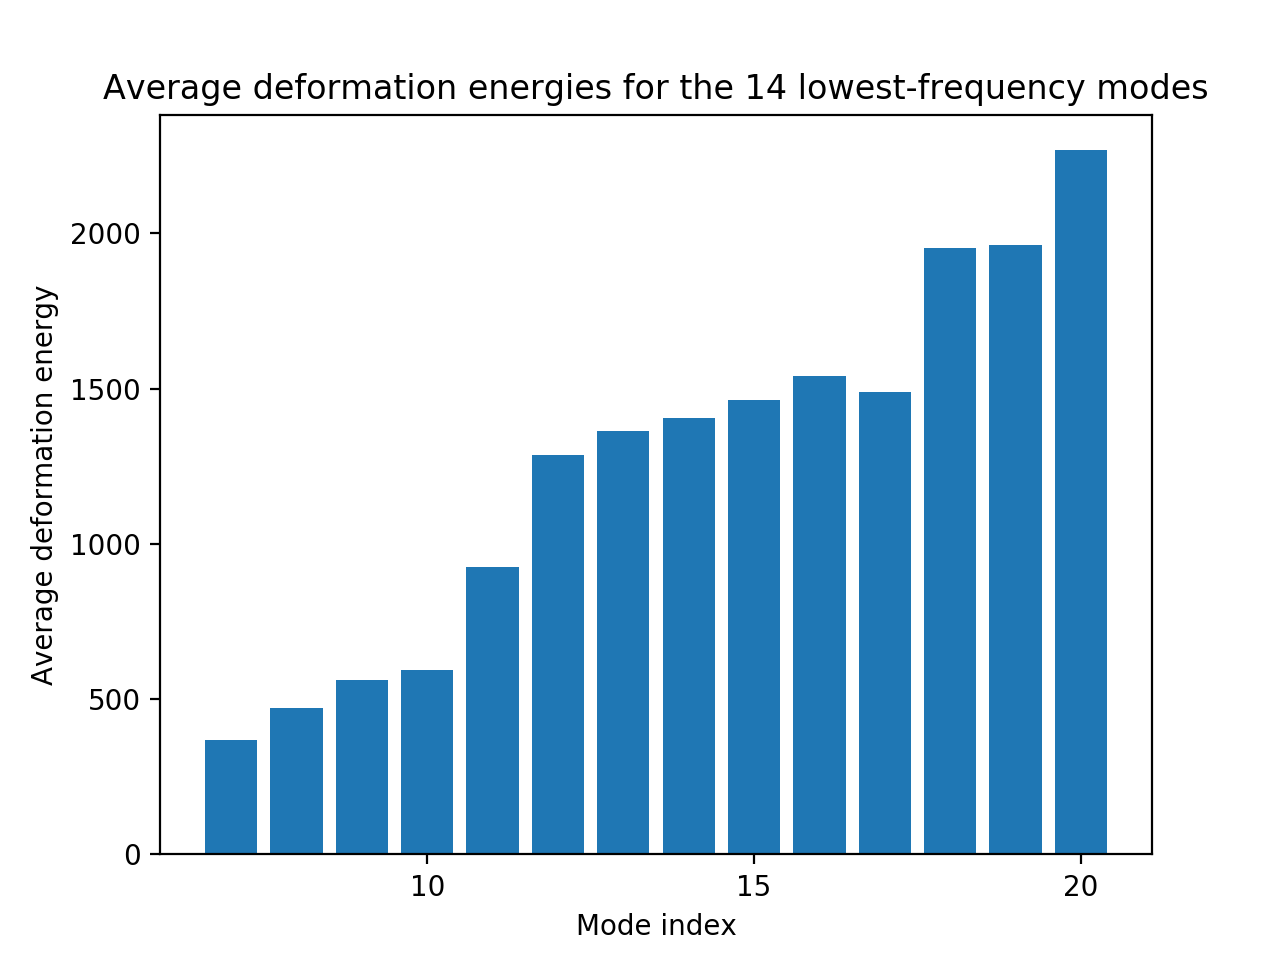 Average deformation energies for the 14 lowest-frequency modes
Average deformation energy
2000
1500
1000
500
0
10 15 20
Mode index